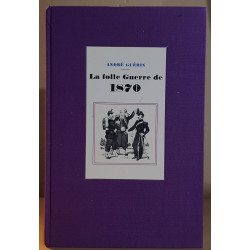 ANDRÉ GUÉRIN
La folle Guerre de
1870